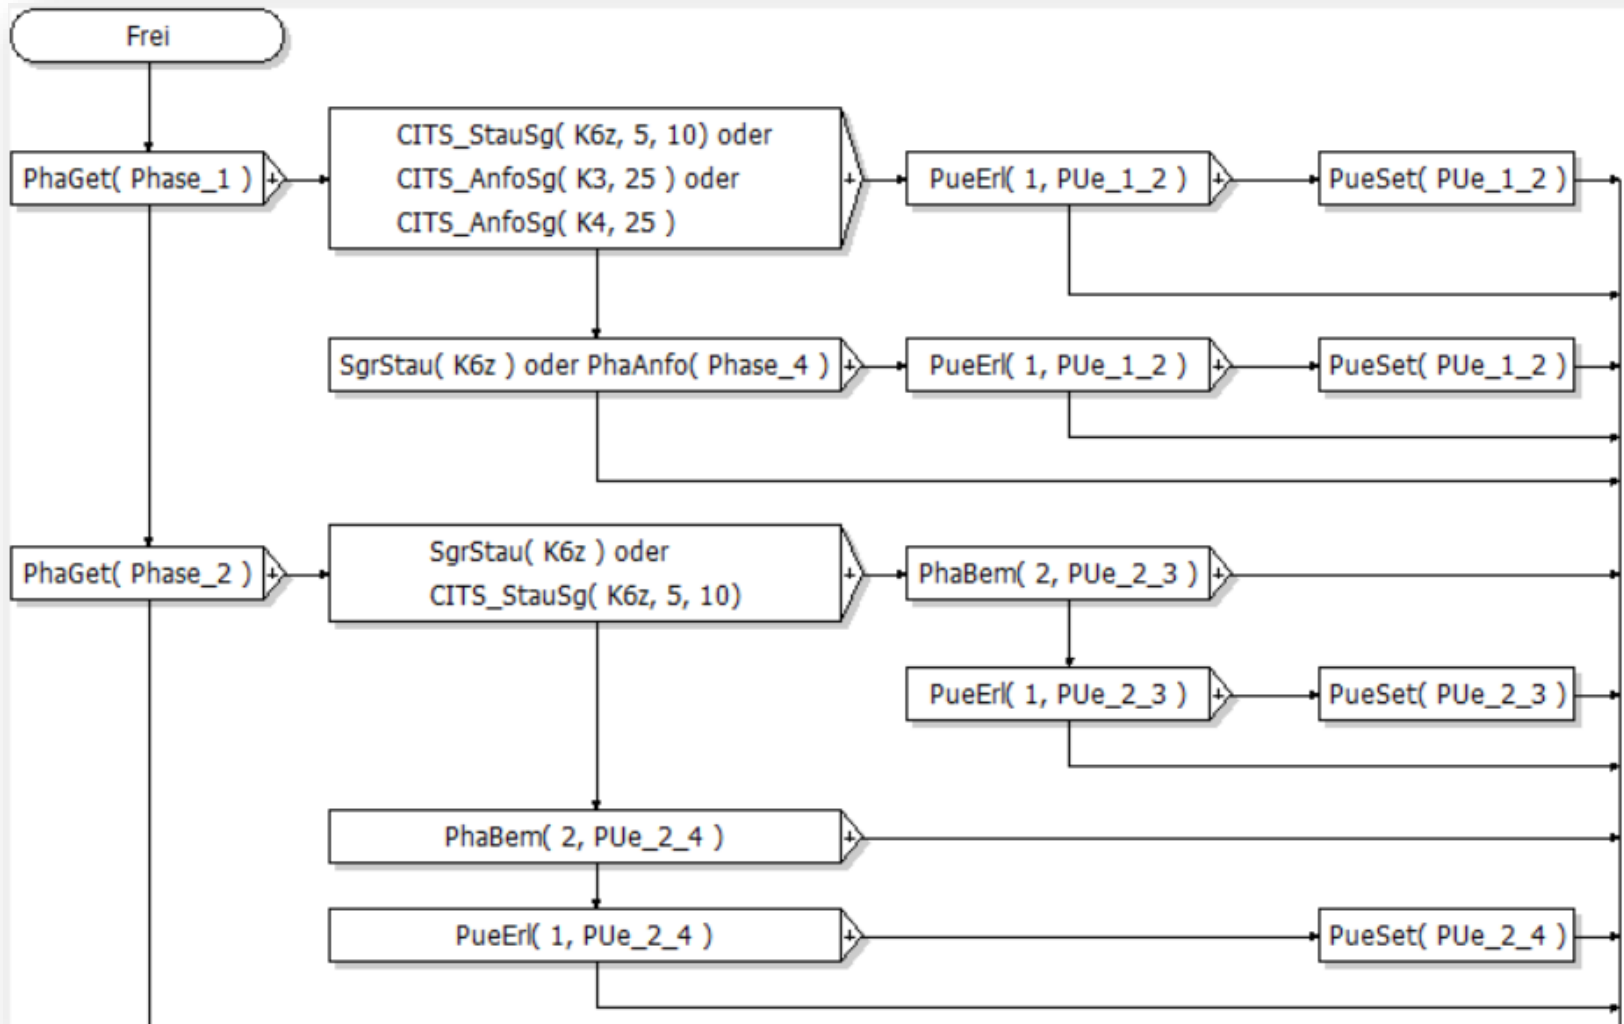 Frei
PhaGet( Phase_1 )
+
CITS_StauSg( K6z, 5, 10) oder
CITS_AnfoSg( K3, 25 ) oder
CITS_AnfoSg( K4, 25 )
+
PueErl( 1, PUe_1_2 )
+
PueSet( PUe_1_2 )
SgrStau( K6z ) oder PhaAnfo( Phase_4 )
+
PueErl( 1, PUe_1_2 )
+
PueSet( PUe_1_2 )
PhaGet( Phase_2 )
+
SgrStau( K6z ) oder
CITS_StauSg( K6z, 5, 10)
+
PhaBem( 2, PUe_2_3 )
+
PueErl( 1, PUe_2_3 )
+
PueSet( PUe_2_3 )
PhaBem( 2, PUe_2_4 )
+
PueErl( 1, PUe_2_4 )
+
PueSet( PUe_2_4 )